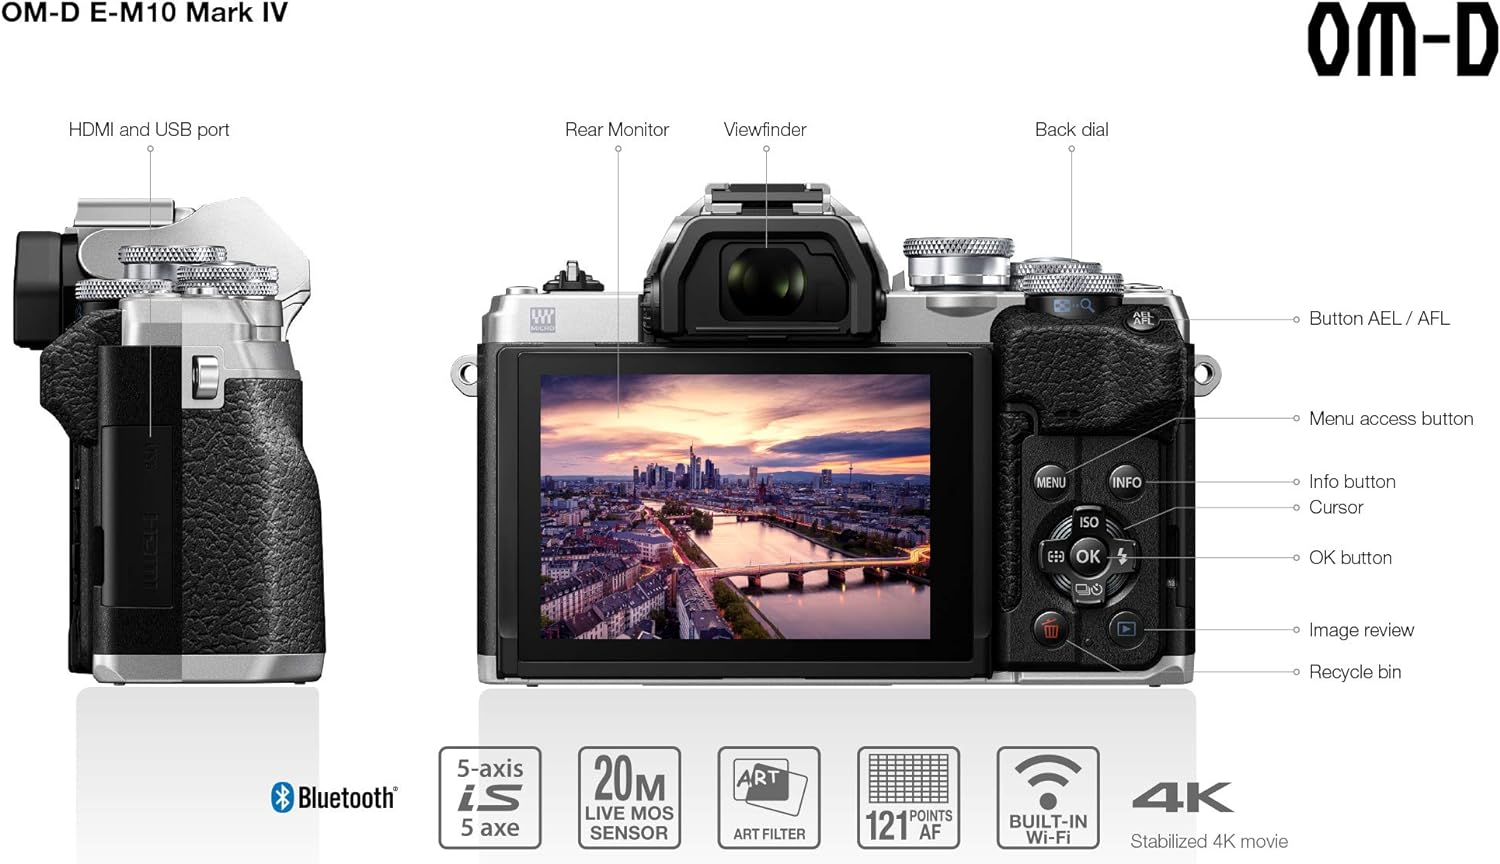 OM-D E-M10 Mark IV
OM-D
HDMI and USB port
Rear Monitor
Viewfinder
Back dial
MICRO
AEL
AFL
Button AEL / AFL
Menu access button
MENU
INFO
Info button
Cursor
ISO
OK
OK button
Image review
Recycle bin
HDMI
Bluetooth®
5-axis
iS
5 axe
20M
LIVE MOS
SENSOR
ART
ART FILTER
121 POINTS
AF
BUILT-IN
Wi-Fi
4K
Stabilized 4K movie